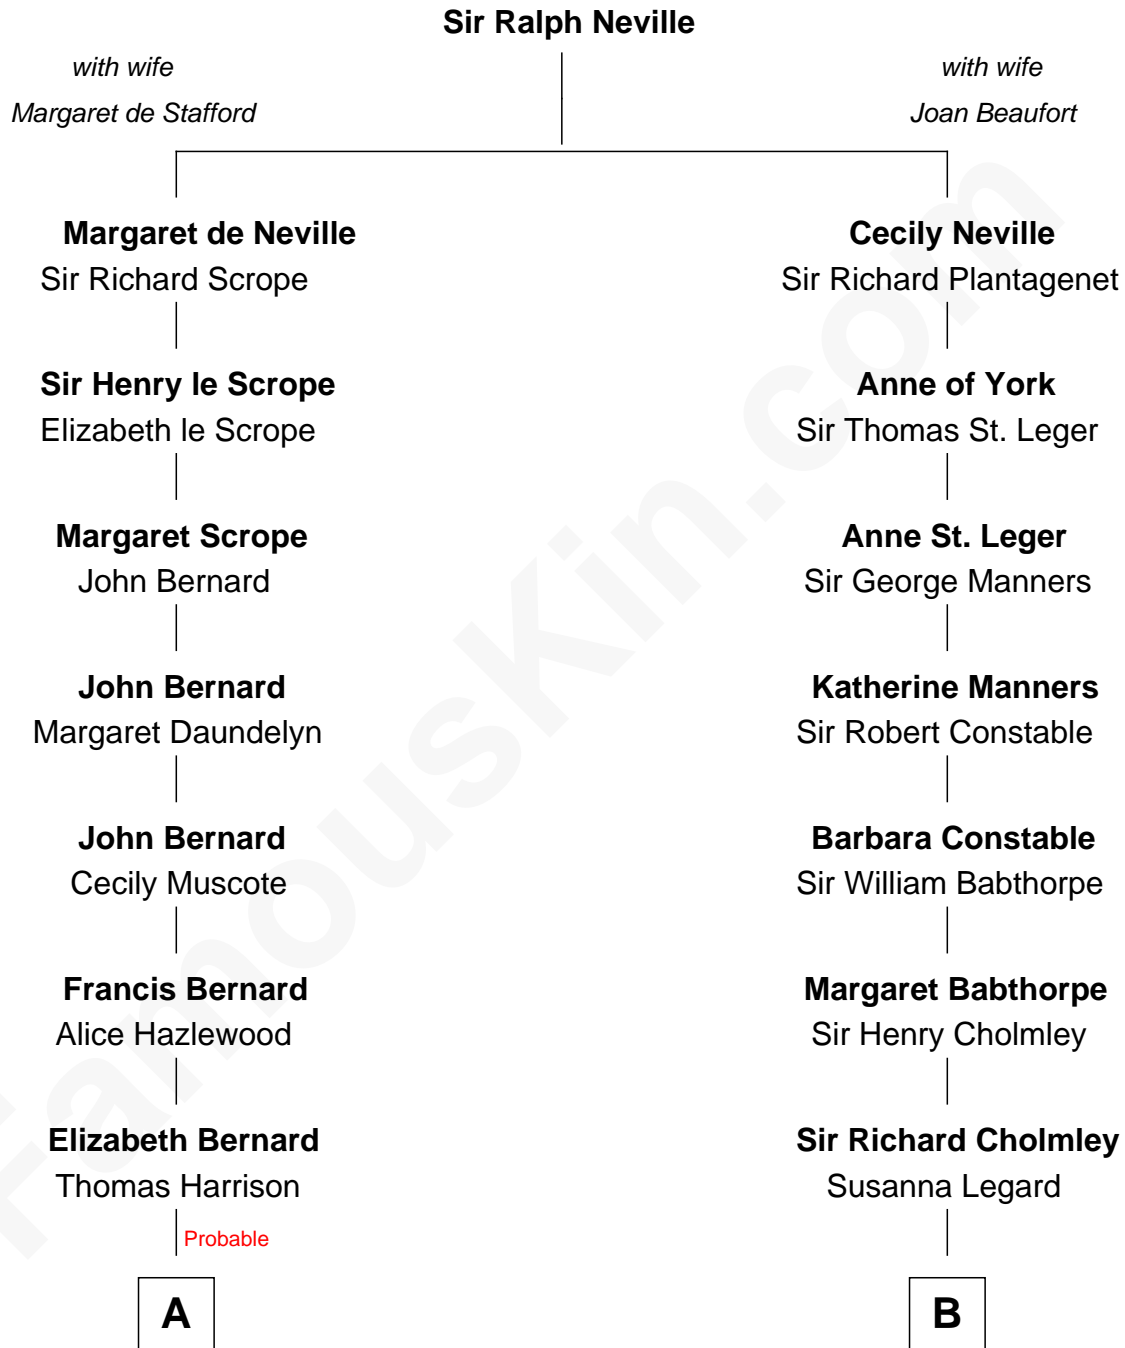 Sir Ralph Neville
with wife
Margaret de Stafford
with wife
Joan Beaufort
Margaret de Neville
Sir Richard Scrope
Cecily Neville
Sir Richard Plantagenet
Sir Henry le Scrope
Elizabeth le Scrope
Anne of York
Sir Thomas St. Leger
Margaret Scrope
John Bernard
Anne St. Leger
Sir George Manners
John Bernard
Margaret Daundelyn
Katherine Manners
Sir Robert Constable
John Bernard
Cecily Muscote
Barbara Constable
Sir William Babthorpe
Francis Bernard
Alice Hazlewood
Margaret Babthorpe
Sir Henry Cholmley
Elizabeth Bernard
Thomas Harrison
Sir Richard Cholmley
Susanna Legard
Probable
A
B
FamousKin.com